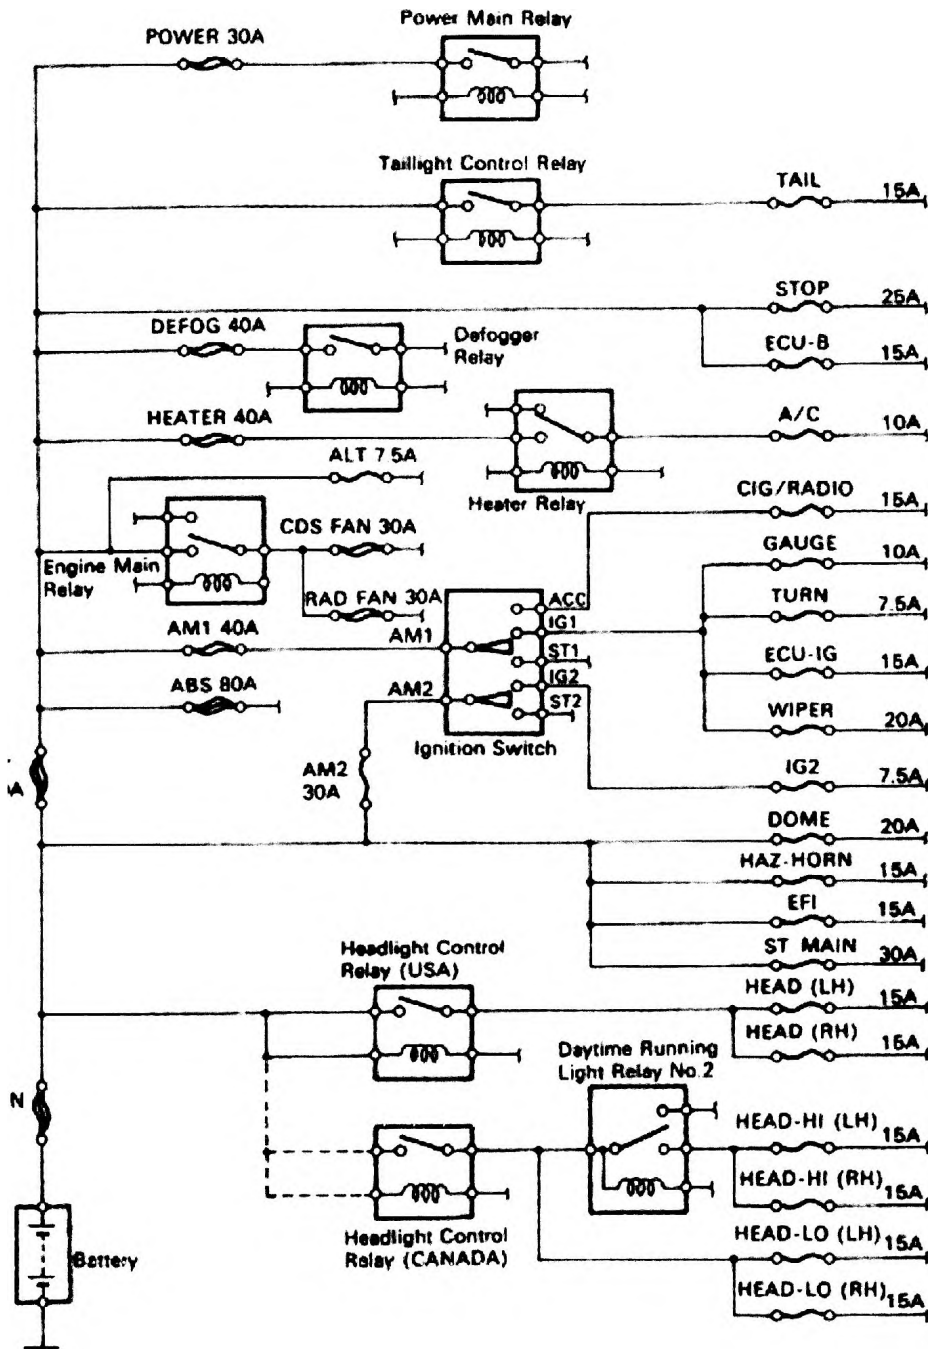 Power Main Relay
POWER 30A
Taillight Control Relay
TAIL 15A
STOP 25A
DEFOG 40A
Defogger
Relay
ECU-B 15A
HEATER 40A
A/C 10A
ALT 7.5A
Heater Relay
CIG/RADIO 15A
CDS FAN 30A
Engine Main
Relay
GAUGE 10A
RAD FAN 30A
ACC
TURN 7.5A
AM1 40A
AM1
IG1
ST1
ECU-IG 15A
ABS 80A
AM2
IG2
ST2
WIPER 20A
Ignition Switch
AM2
30A
IG2 7.5A
A
DOME 20A
HAZ-HORN 15A
EFI 15A
ST MAIN 30A
Headlight Control
Relay (USA)
HEAD (LH) 15A
HEAD (RH) 15A
Daytime Running
Light Relay No.2
N
HEAD-HI (LH) 15A
HEAD-HI (RH) 15A
Headlight Control
Relay (CANADA)
HEAD-LO (LH) 15A
Battery
HEAD-LO (RH) 15A